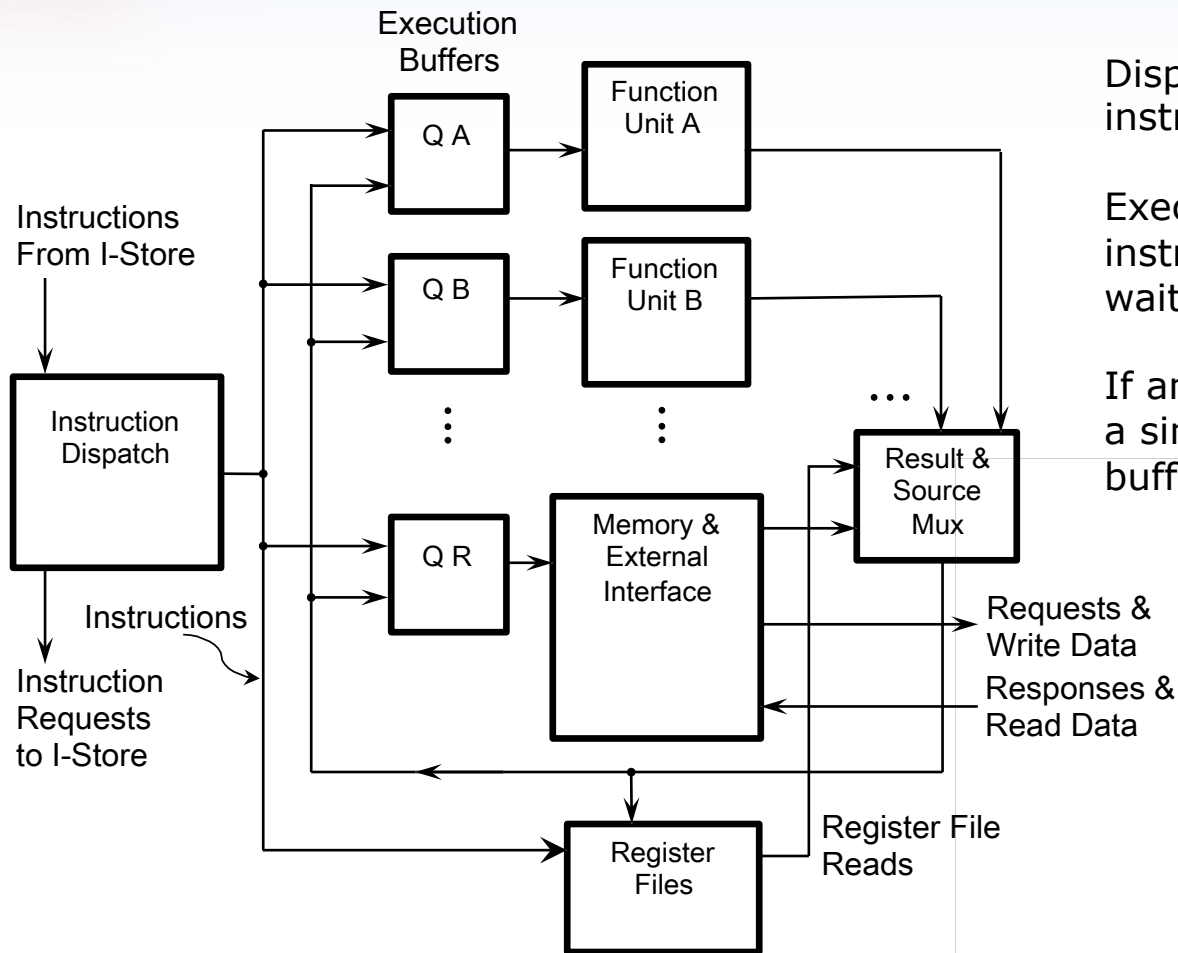 Execution
Buffers
Q A
Function
Unit A
Instructions
From I-Store
Q B
Function
Unit B
Instruction
Dispatch
Q R
Memory &
External
Interface
Result &
Source
Mux
Instructions
Instruction
Requests
to I-Store
Requests &
Write Data
Responses &
Read Data
Register
Files
Register File
Reads
Disp
instr
Exec
instr
wait
If ar
a sir
buff